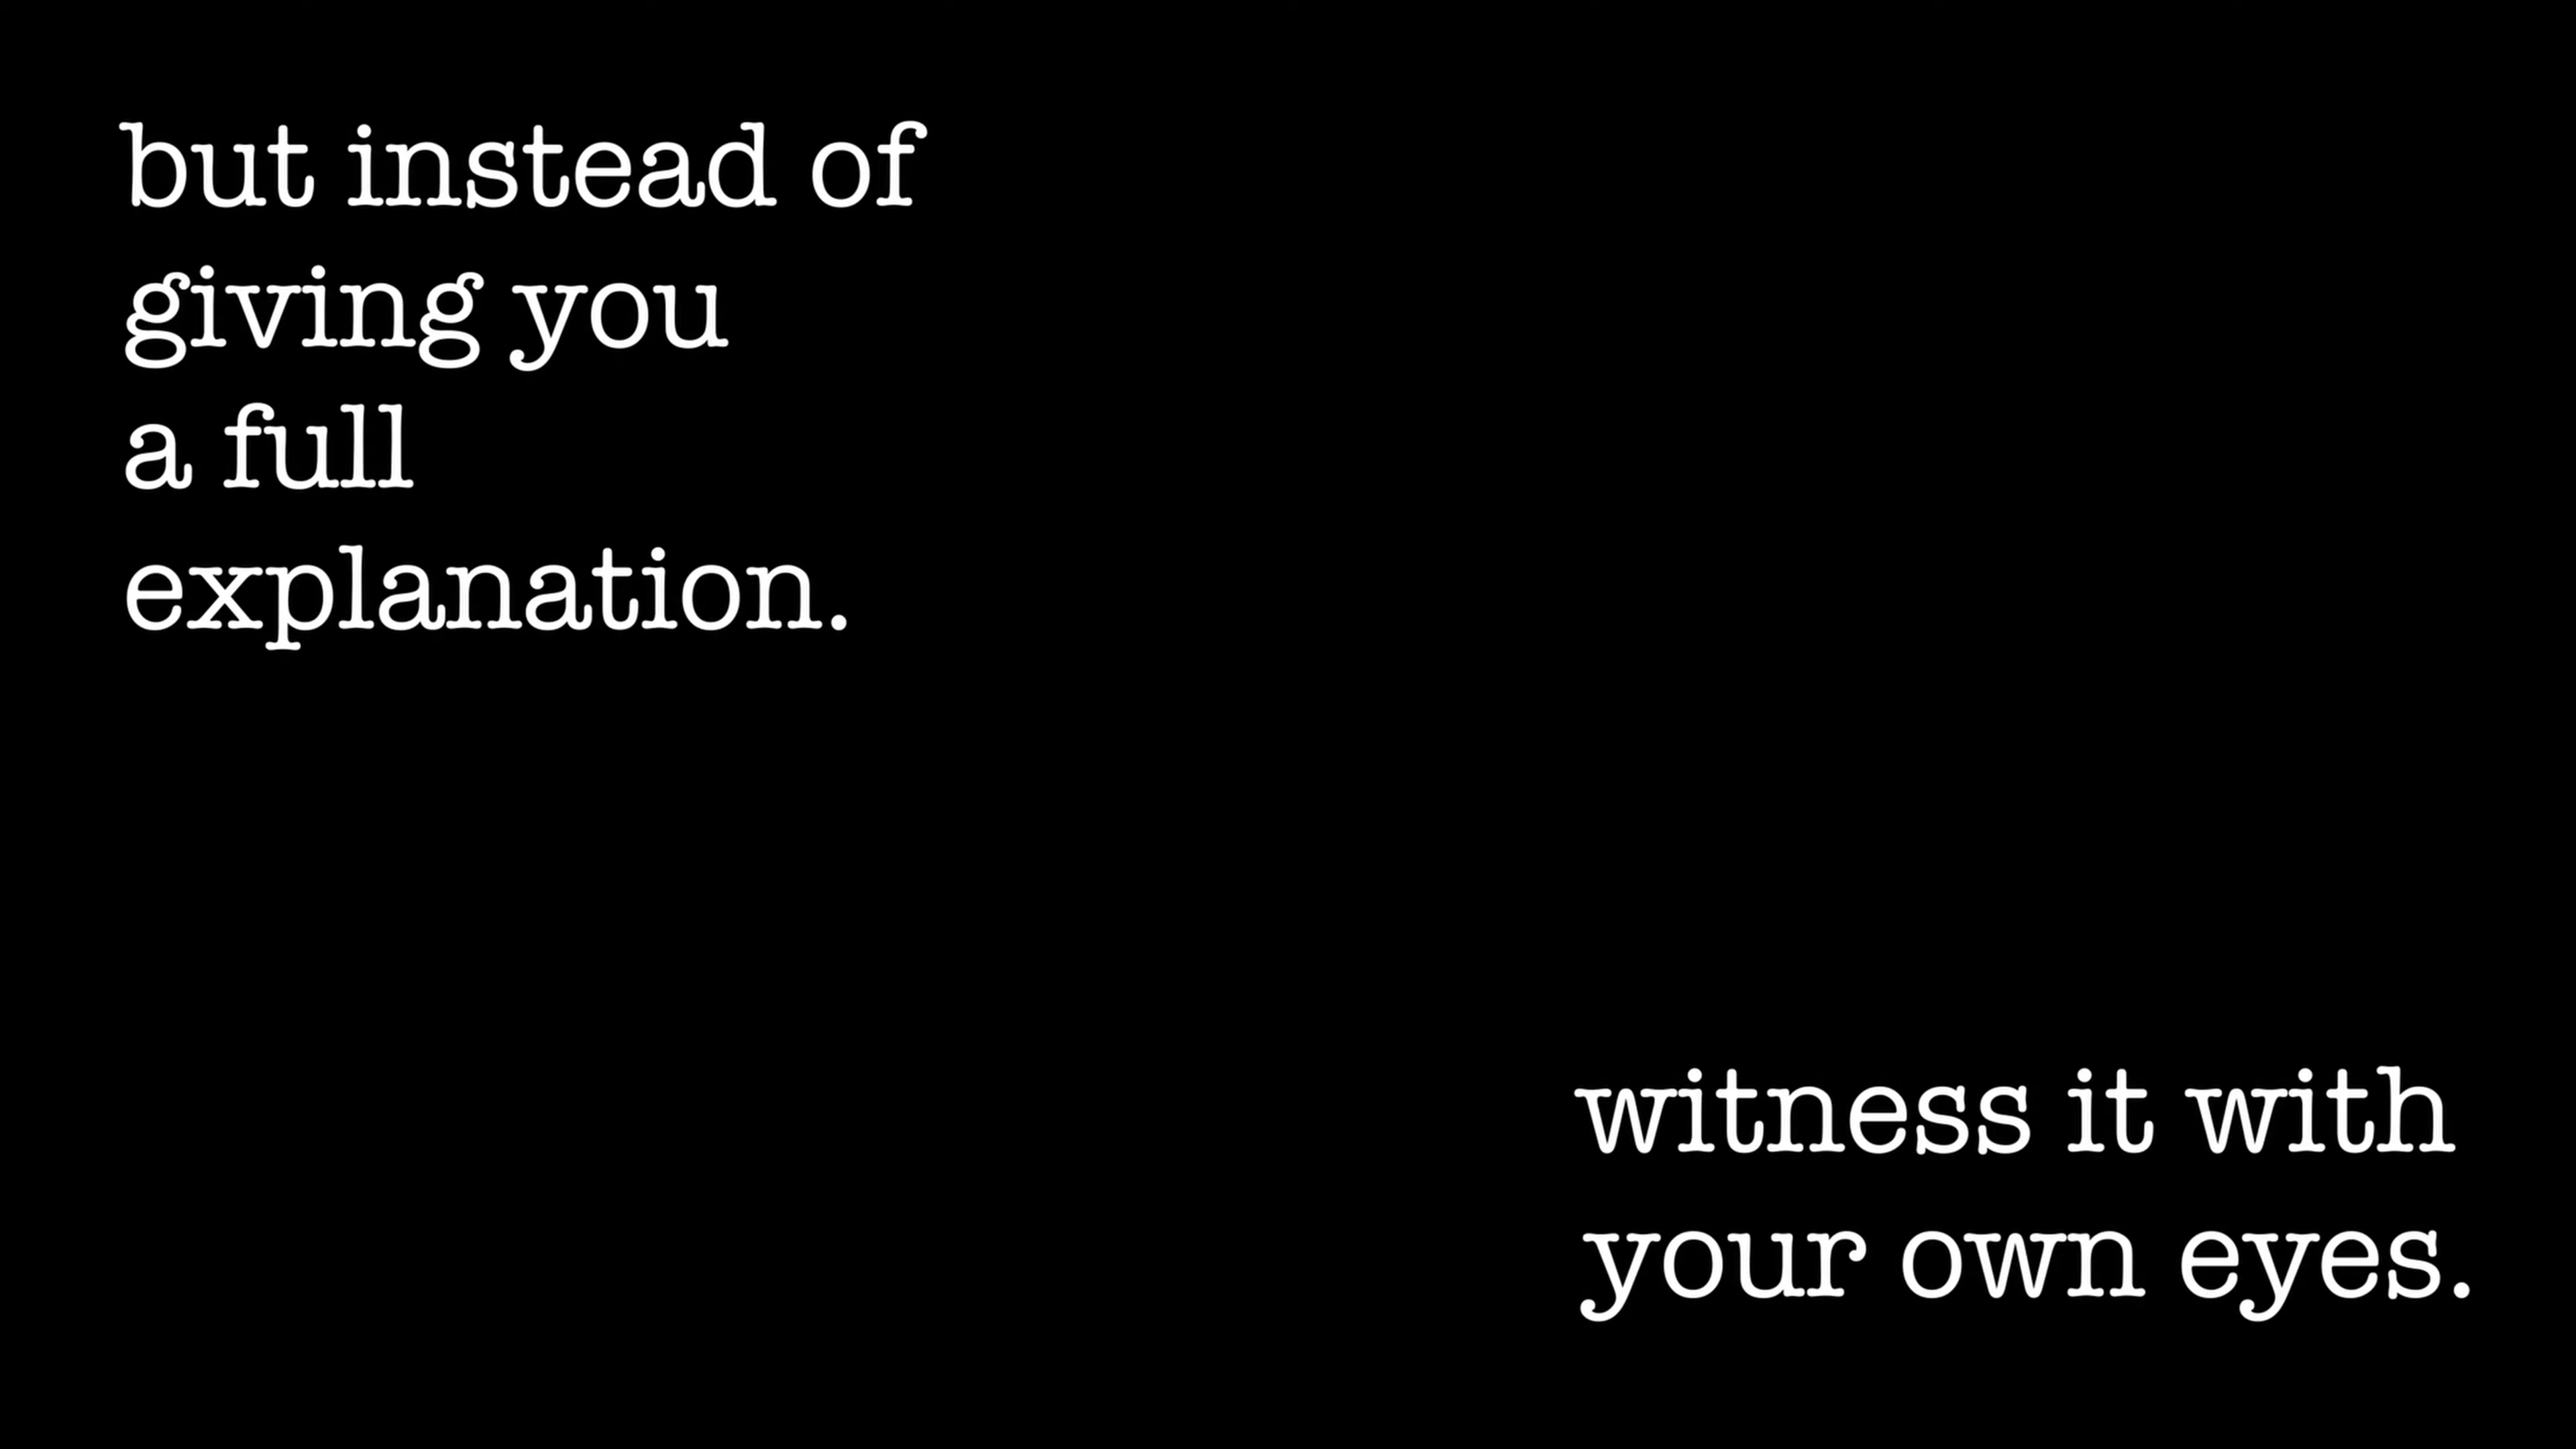 but instead of
giving you
a full
explanation.
witness it with
your own eyes.